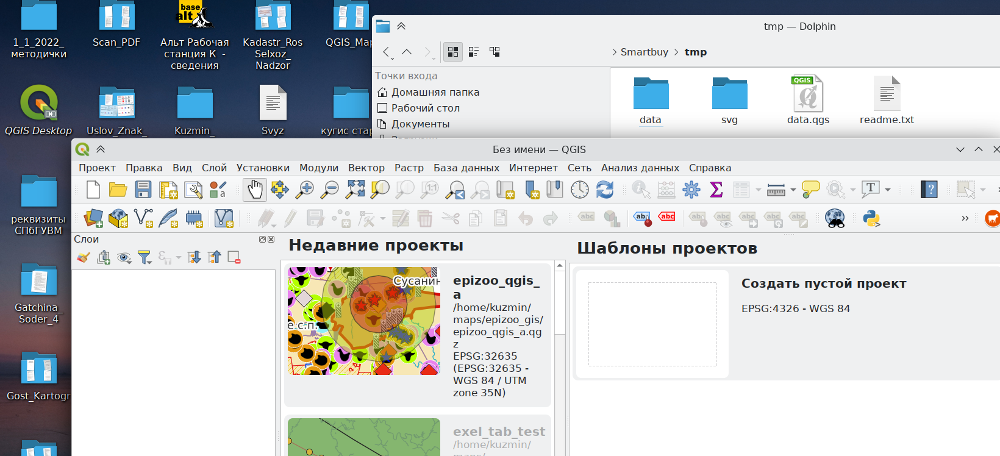 1_1_2022_
методички
Scan_PDF
base
alt
Альт Рабочая
станция К -
сведения
Kadastr_Ros
Selxoz_
Nadzor
QGIS_Map
QGIS Desktop
Uslov_Znak_
Kuzmin_
Svyz
кугис стар
реквизиты
СПбГУВМ
Gatchina_
Soder_4
Gost_Kartogr
tmp — Dolphin
Smartbuy
tmp
Точки входа
Домашняя папка
Рабочий стол
Документы
data
svg
QGIS
data.qgs
readme.txt
Без имени — QGIS
Проект Правка Вид Слой Установки Модули Вектор Растр База данных Интернет Сеть Анализ данных Справка
a
1:1
Σ
?
T
abc
ab
abc
abc
abc
abc
abc
abc
Слои
ε
Недавние проекты
Сусанин
е с.п.
epizoo_qgis_
a
/home/kuzmin/
maps/epizoo_gis/
epizoo_qgis_a.qg
z
EPSG:32635
(EPSG:32635 -
WGS 84 / UTM
zone 35N)
exel_tab_test
/home/kuzmin/
Шаблоны проектов
Создать пустой проект
EPSG:4326 - WGS 84